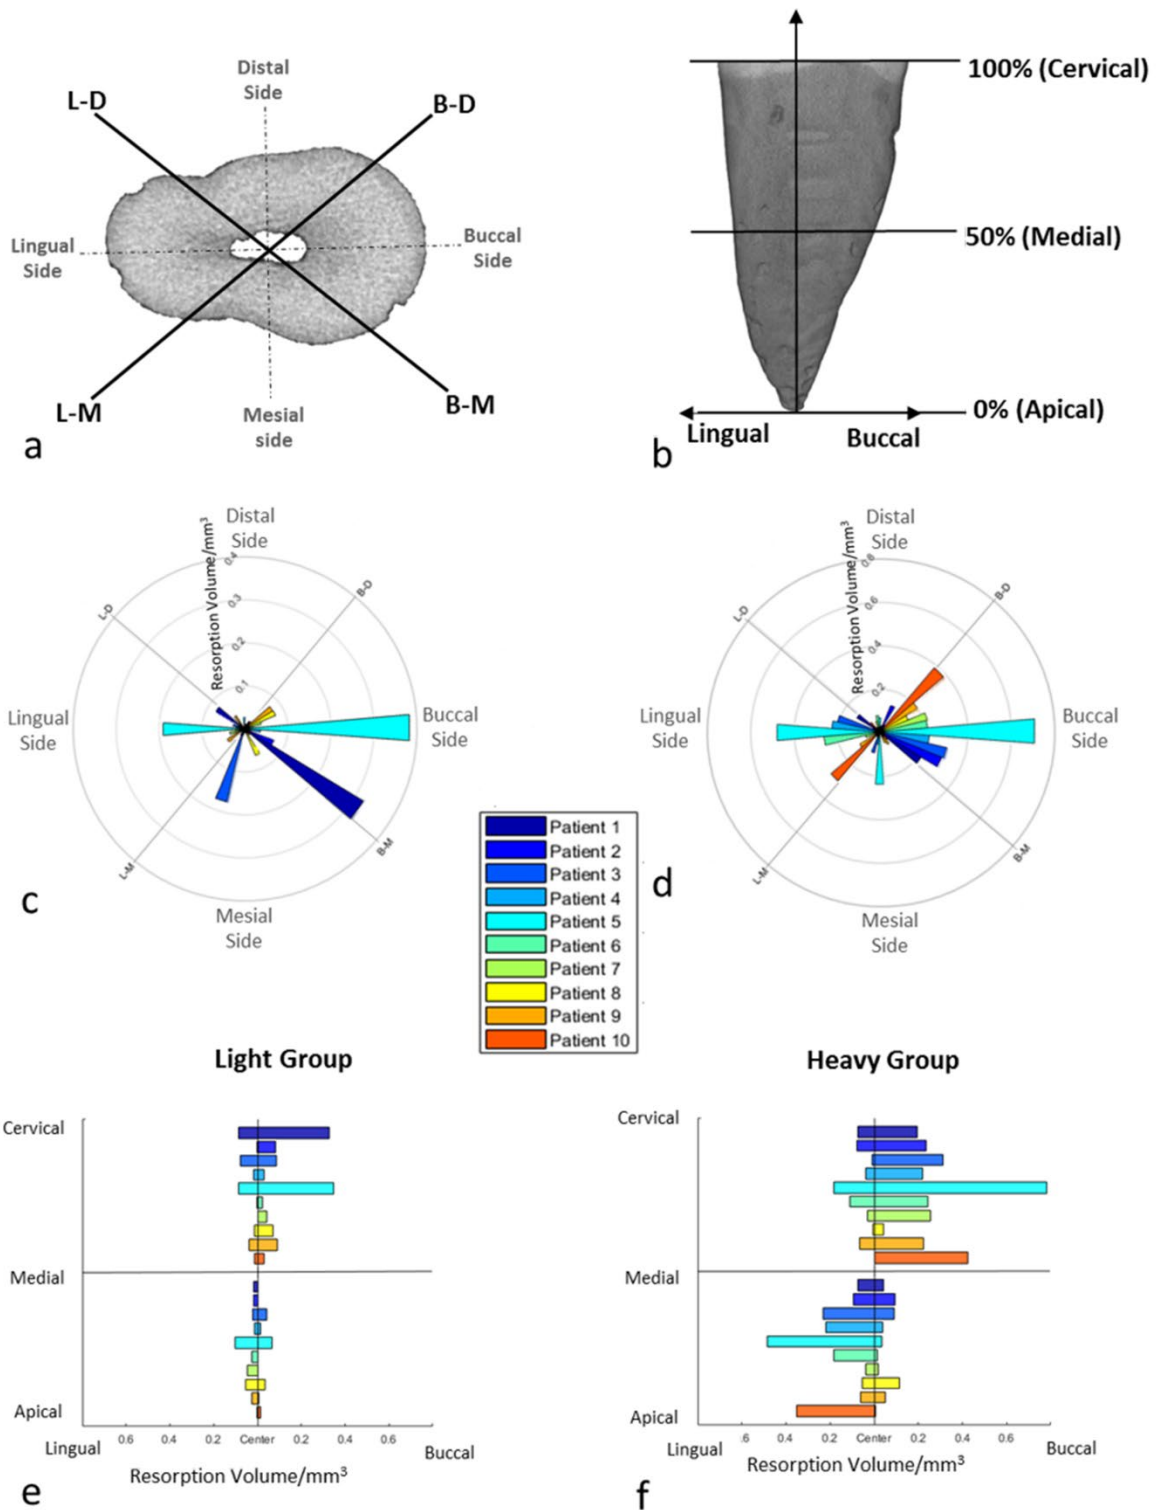 Distal
Side
L-D
B-D
Lingual
Side
Buccal
Side
L-M
B-M
Mesial
side
a
100% (Cervical)
50% (Medial)
0% (Apical)
Lingual
Buccal
b
Distal
Side
Resorption Volume/mm³
0.4
0.3
0.2
0.1
L-D
B-D
Lingual
Side
Buccal
Side
L-M
B-M
Mesial
Side
c
Distal
Side
Resorption Volume/mm³
0.8
0.6
0.4
0.2
L-D
B-D
Lingual
Side
Buccal
Side
L-M
B-M
Mesial
Side
d
Patient 1
Patient 2
Patient 3
Patient 4
Patient 5
Patient 6
Patient 7
Patient 8
Patient 9
Patient 10
Light Group
Cervical
Medial
Apical
0.6 0.4 0.2 Center 0.2 0.4 0.6
Lingual
Buccal
Resorption Volume/mm³
e
Heavy Group
Cervical
Medial
Apical
.6 0.4 0.2 Center 0.2 0.4 0.6
Lingual
Buccal
Resorption Volume/mm³
f